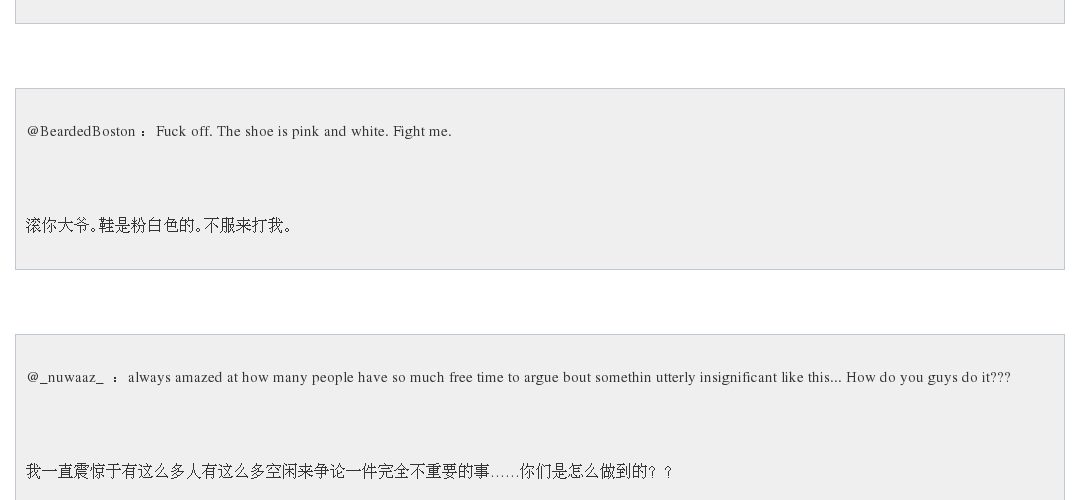 @BeardedBoston ：Fuck off. The shoe is pink and white. Fight me.
滚你大爷。鞋是粉白色的。不服来打我。
@_nuwaaz_ ：always amazed at how many people have so much free time to argue bout somethin utterly insignificant like this... How do you guys do it???
我一直震惊于有这么多人有这么多空闲来争论一件完全不重要的事……你们是怎么做到的？？